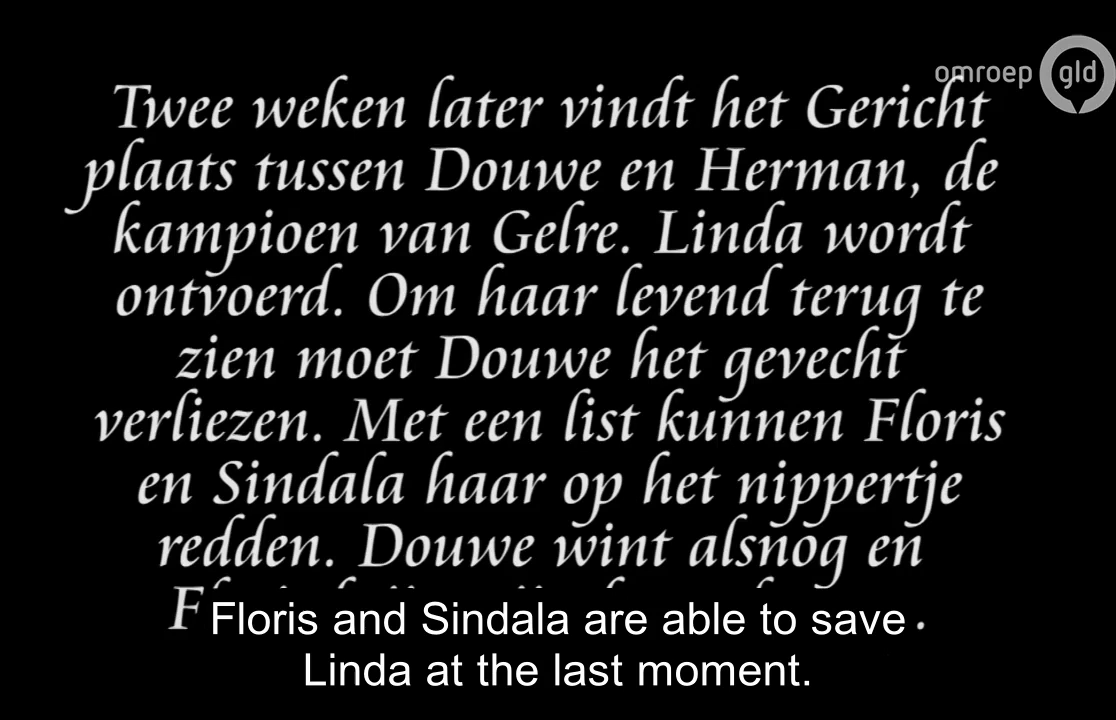 omroep gld
Twee weken later vindt het Gericht
plaats tussen Douwe en Herman, de
kampioen van Gelre. Linda wordt
ontvoerd. Om haar levend terug te
zien moet Douwe het gevecht
verliezen. Met een list kunnen Floris
en Sindala haar op het nippertje
redden. Douwe wint alsnog en
Floris and Sindala are able to save
Linda at the last moment.